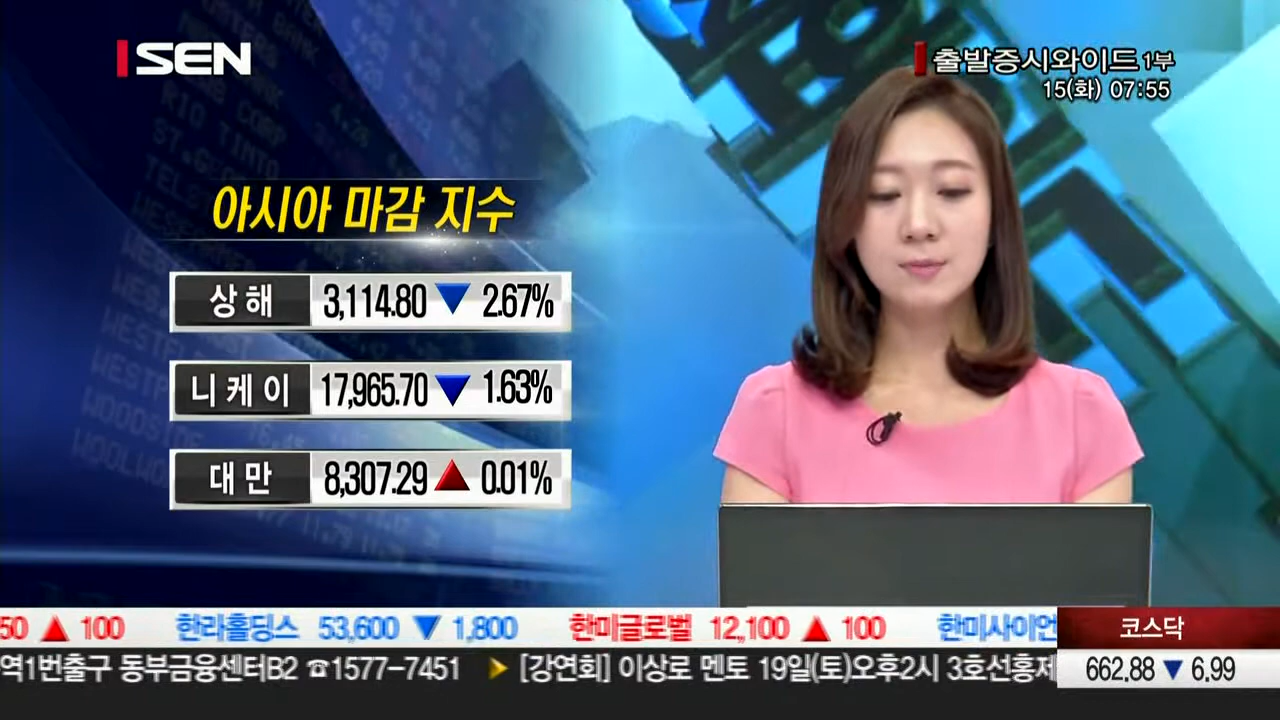 SEN
출발증시와이드 1부
15(화) 07:55
아시아 마감 지수
상해 3,114.80 ▼ 2.67%
니케이 17,965.70 ▼ 1.63%
대만 8,307.29 ▲ 0.01%
50 ▲ 100 한라홀딩스 53,600 ▼ 1,800 한미글로벌 12,100 ▲ 100 한미사이언
코스닥
역1번출구 동부금융센터B2 ☎1577-7451 ▶ [강연회] 이상로 멘토 19일(토)오후2시 3호선홍제
662.88 ▼ 6.99